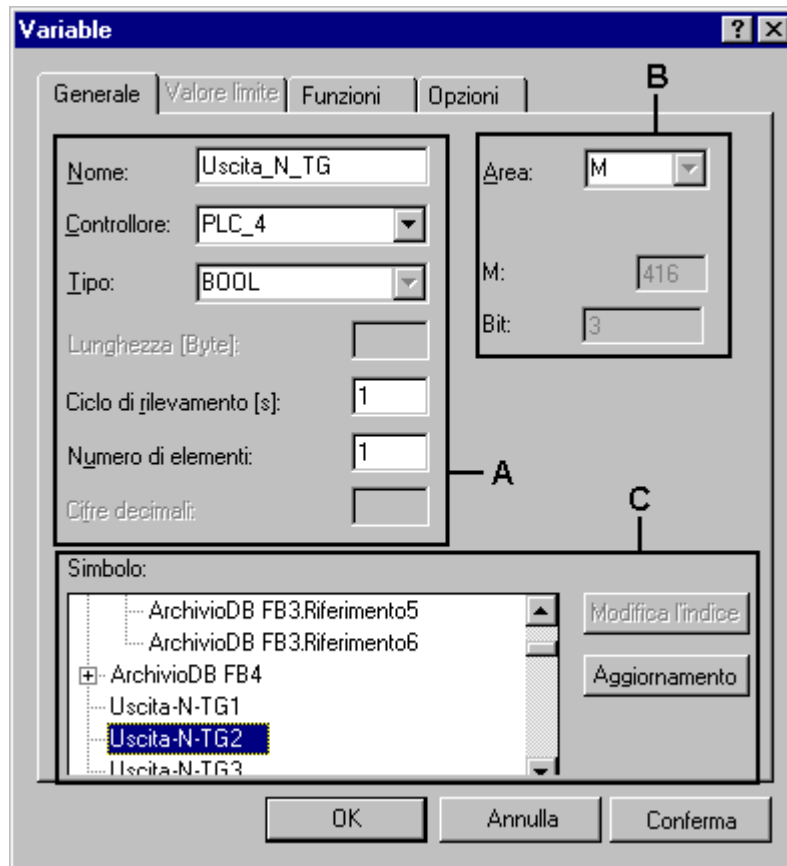 Variable
Generale Valore limite Funzioni Opzioni
B
Nome: Uscita_N_TG
Area: M
Controllore: PLC_4
Tipo: BOOL
M: 416
Bit: 3
Lunghezza [Byte]:
Ciclo di rilevamento [s]: 1
Numero di elementi: 1
A
Cifre decimali:
C
Simbolo:
ArchivioDB FB3.Riferimento5
Modifica l'indice
ArchivioDB FB3.Riferimento6
ArchivioDB FB4
Aggiornamento
Uscita-N-TG1
Uscita-N-TG2
Uscita-N-TG3
OK Annulla Conferma